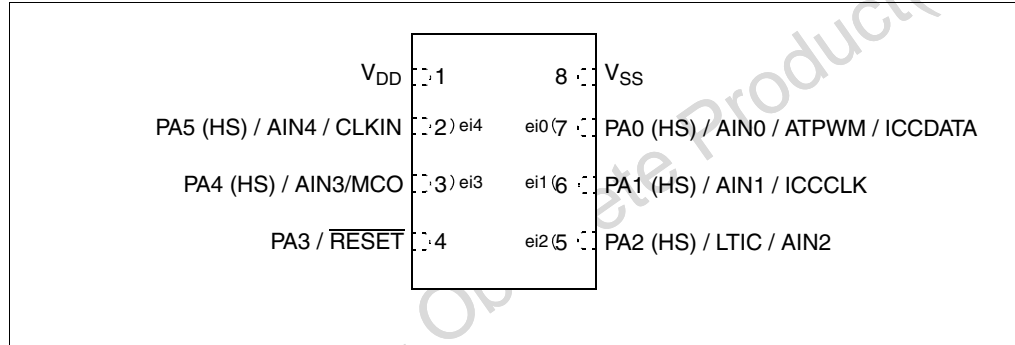 VDD 1 8 VSS
PA5 (HS) / AIN4 / CLKIN 2 ) ei4 ei0 ( 7 PA0 (HS) / AIN0 / ATPWM / ICCDATA
PA4 (HS) / AIN3/MCO 3 ) ei3 ei1 ( 6 PA1 (HS) / AIN1 / ICCCLK
PA3 / RESET 4 ei2 ( 5 PA2 (HS) / LTIC / AIN2